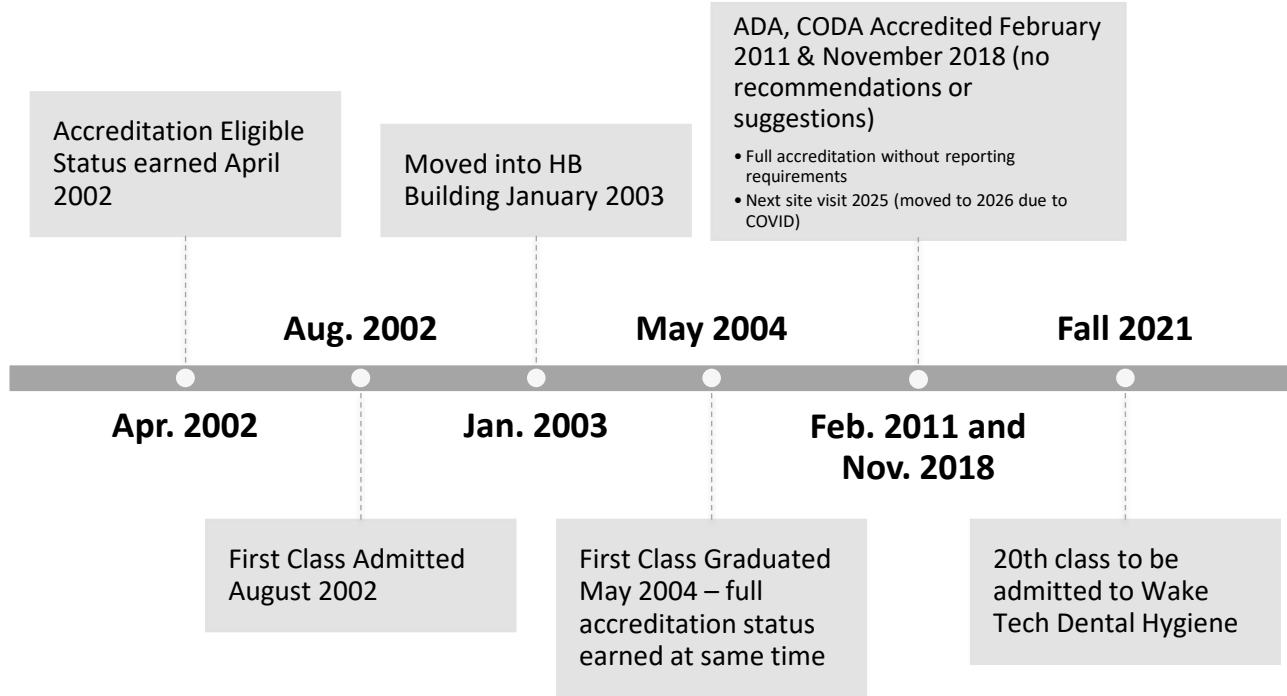 Accreditation Eligible
Status earned April
2002
Moved into HB
Building January 2003
ADA, CODA Accredited February
2011 & November 2018 (no
recommendations or
suggestions)
• Full accreditation without reporting
requirements
• Next site visit 2025 (moved to 2026 due to
COVID)
Aug. 2002
May 2004
Fall 2021
Apr. 2002
Jan. 2003
Feb. 2011 and
Nov. 2018
First Class Admitted
August 2002
First Class Graduated
May 2004 – full
accreditation status
earned at same time
20th class to be
admitted to Wake
Tech Dental Hygiene